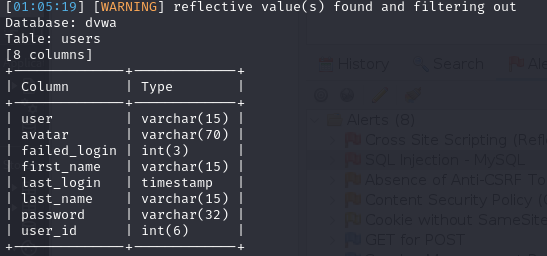 [01:05:19] [WARNING] reflective value(s) found and filtering out
Database: dvwa
Table: users
[8 columns]
+--------------+-------------+
| Column | Type |
+--------------+-------------+
| user | varchar(15) |
| avatar | varchar(70) |
| failed_login | int(3) |
| first_name | varchar(15) |
| last_login | timestamp |
| last_name | varchar(15) |
| password | varchar(32) |
| user_id | int(6) |
+--------------+-------------+
History Search Ale
Alerts (8)
Cross Site Scripting (Refl
SQL Injection - MySQL
Absence of Anti-CSRF To
Content Security Policy (
Cookie without SameSite
GET for POST